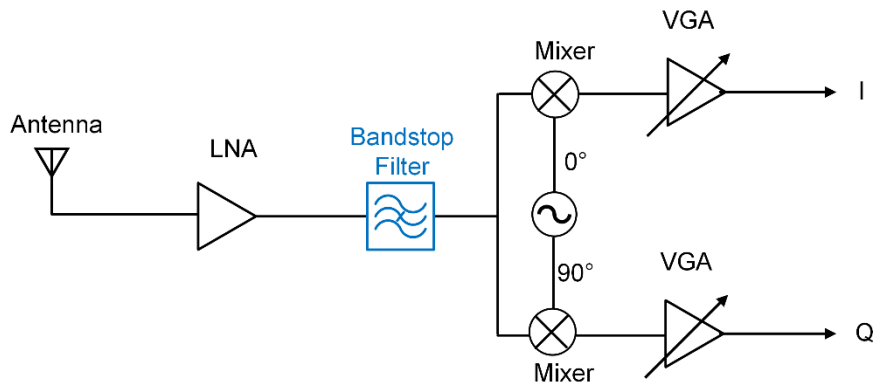 VGA
Mixer
I
Antenna
LNA
Bandstop
Filter
0°
90°
VGA
Q
Mixer